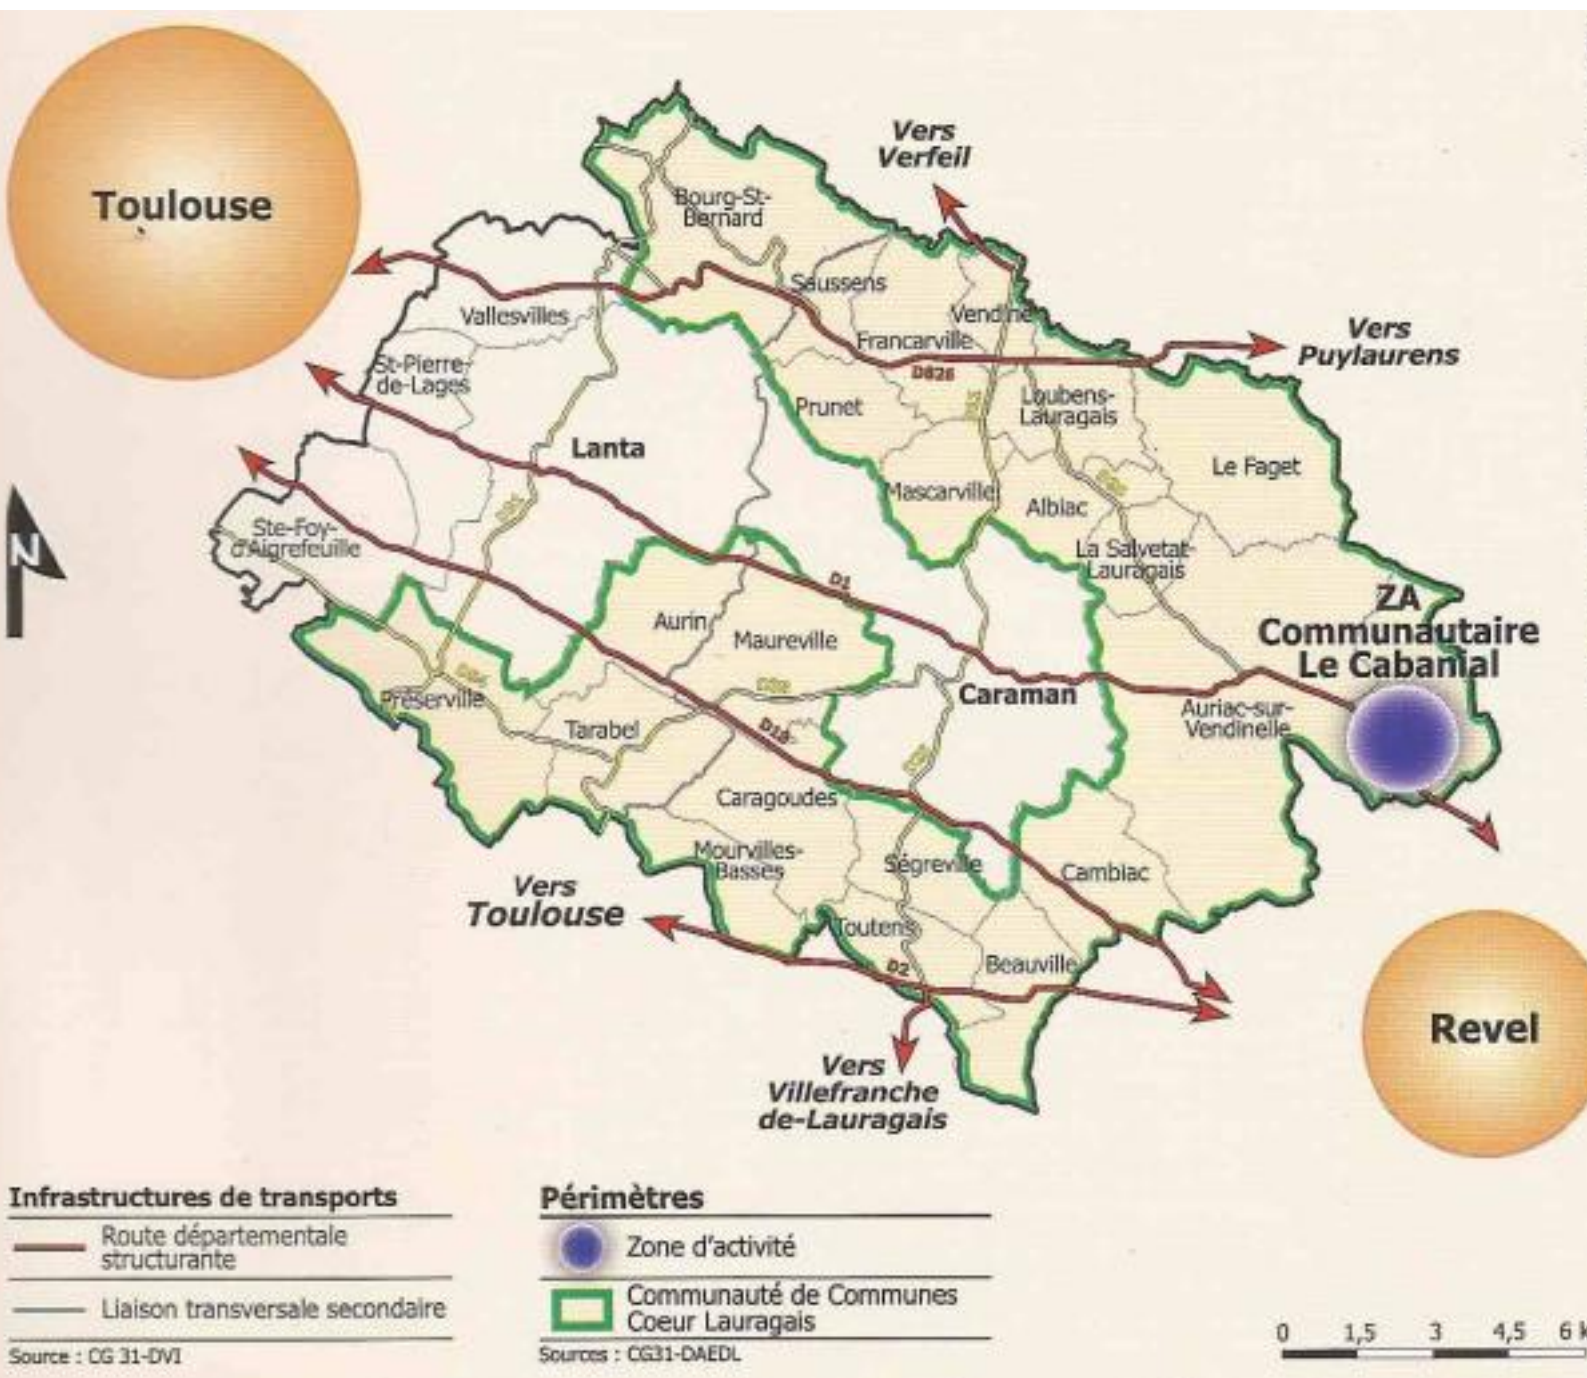 Toulouse
Vers
Verfeil
Bourg-St-
Bernard
Saussens
Vendine
Vallesvilles
Francarville
Vers
Puylaurens
St-Pierre-
de-Lages
D826
Prunet
Loubens-
Lauragais
Lanta
Le Faget
Mascarville
Albiac
N
Ste-Foy-
d'Aigrefeuille
La Salvetat-
Lauragais
D1
ZA
Communautaire
Le Cabanial
Aurin
Maureville
Caraman
Préserville
Tarabel
D18
Auriac-sur-
Vendinelle
Caragoudes
Mourvilles-
Basses
Ségreville
Cambiac
Vers
Toulouse
Toutens
D2
Beauville
Revel
Vers
Villefranche
de-Lauragais
Infrastructures de transports
Route départementale
structurante
Liaison transversale secondaire
Source : CG 31-DVI
Périmètres
Zone d'activité
Communauté de Communes
Coeur Lauragais
Sources : CG31-DAEDL
0 1,5 3 4,5 6 k